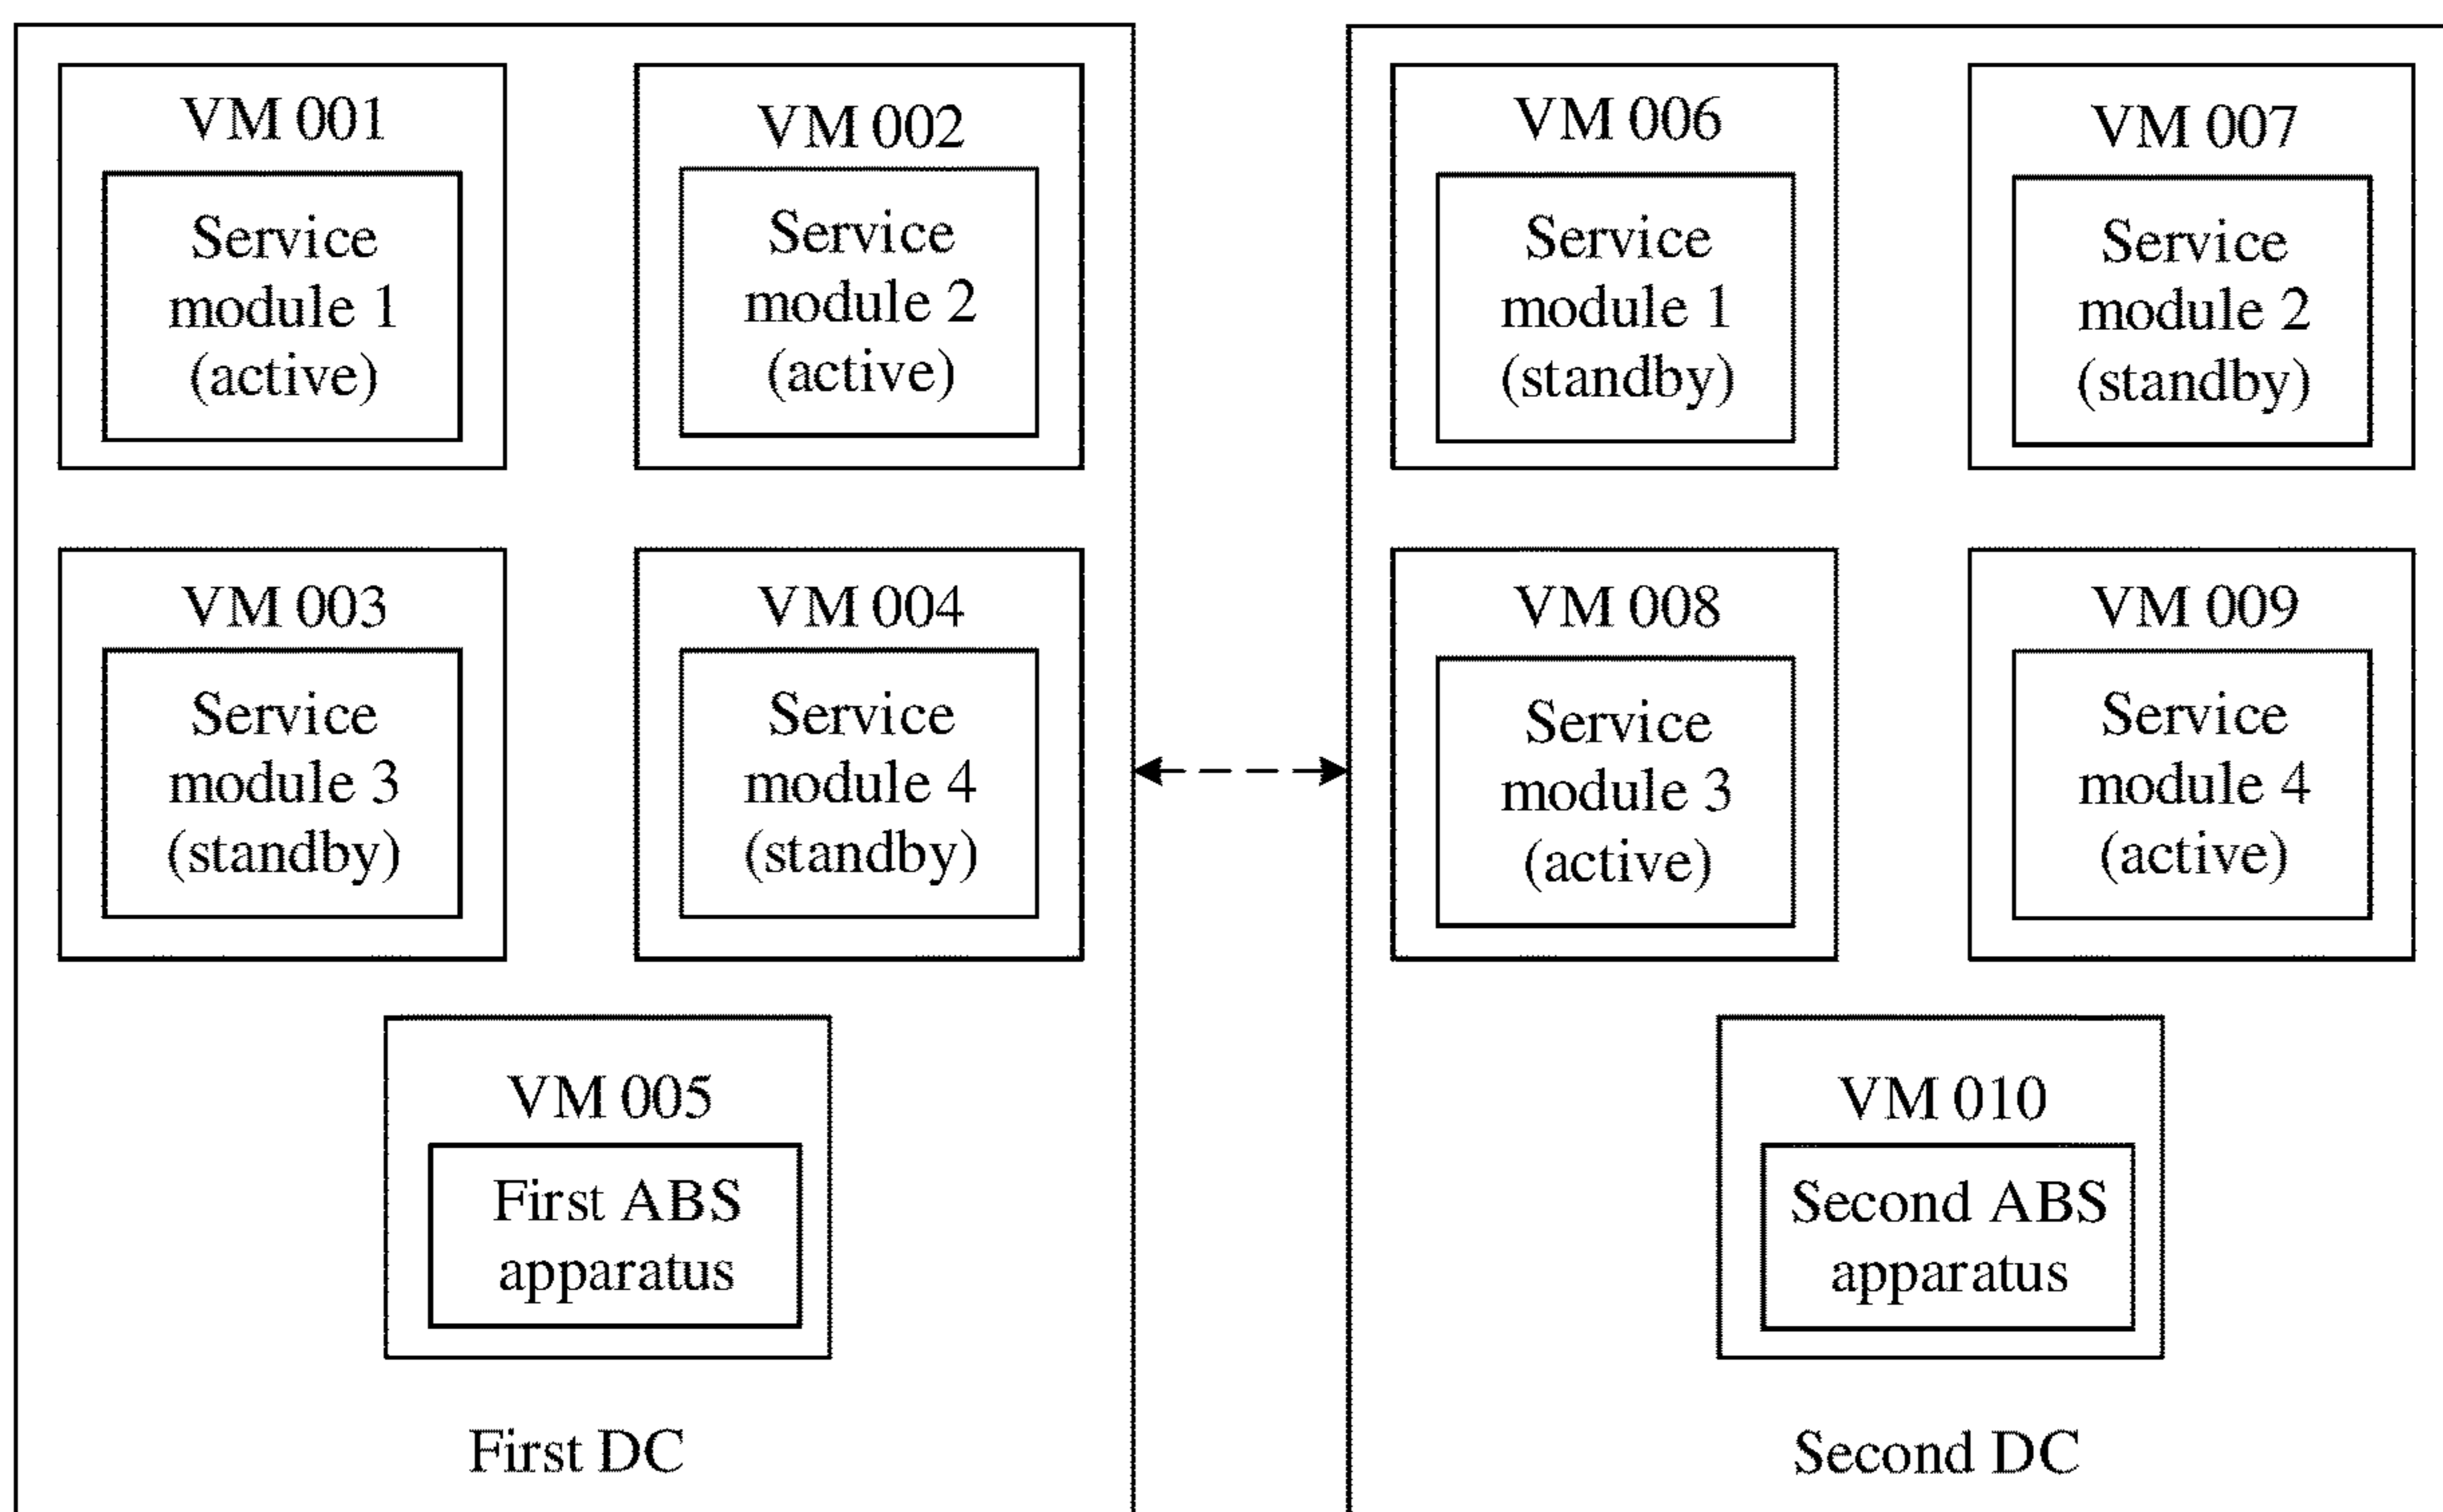 VM 001
Service
module 1
(active)
VM 002
Service
module 2
(active)
VM 003
Service
module 3
(standby)
VM 004
Service
module 4
(standby)
VM 005
First ABS
apparatus
First DC
VM 006
Service
module 1
(standby)
VM 007
Service
module 2
(standby)
VM 008
Service
module 3
(active)
VM 009
Service
module 4
(active)
VM 010
Second ABS
apparatus
Second DC